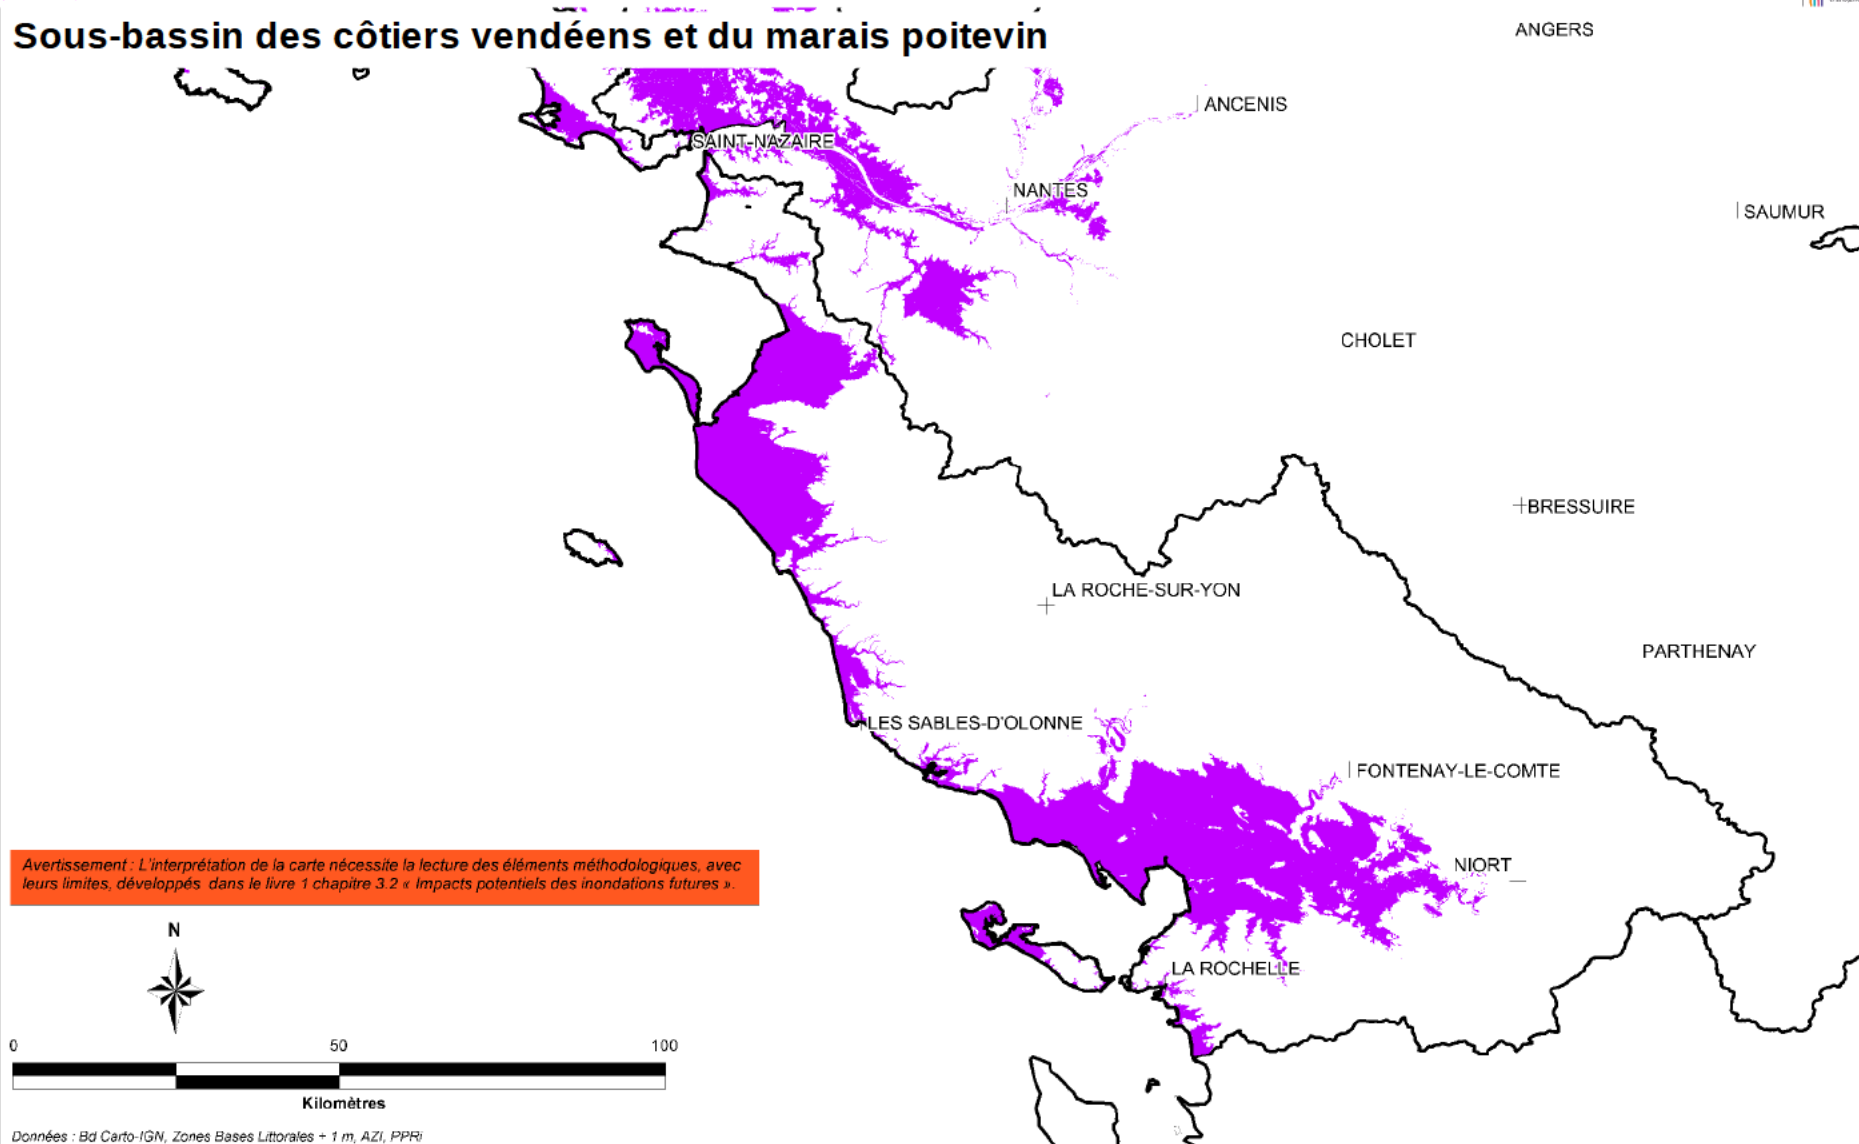 Sous-bassin des côtiers vendéens et du marais poitevin
ANGERS
ANCENIS
SAINT-NAZAIRE
NANTES
SAUMUR
CHOLET
BRESSUIRE
LA ROCHE-SUR-YON
PARTHENAY
LES SABLES-D'OLONNE
FONTENAY-LE-COMTE
NIORT
Avertissement : L'interprétation de la carte nécessite la lecture des éléments méthodologiques, avec
leurs limites, développés dans le livre 1 chapitre 3.2 « Impacts potentiels des inondations futures ».
N
LA ROCHELLE
0 50 100
Kilomètres
Données : Bd Carto-IGN, Zones Bases Littorales + 1 m, AZI, PPRi